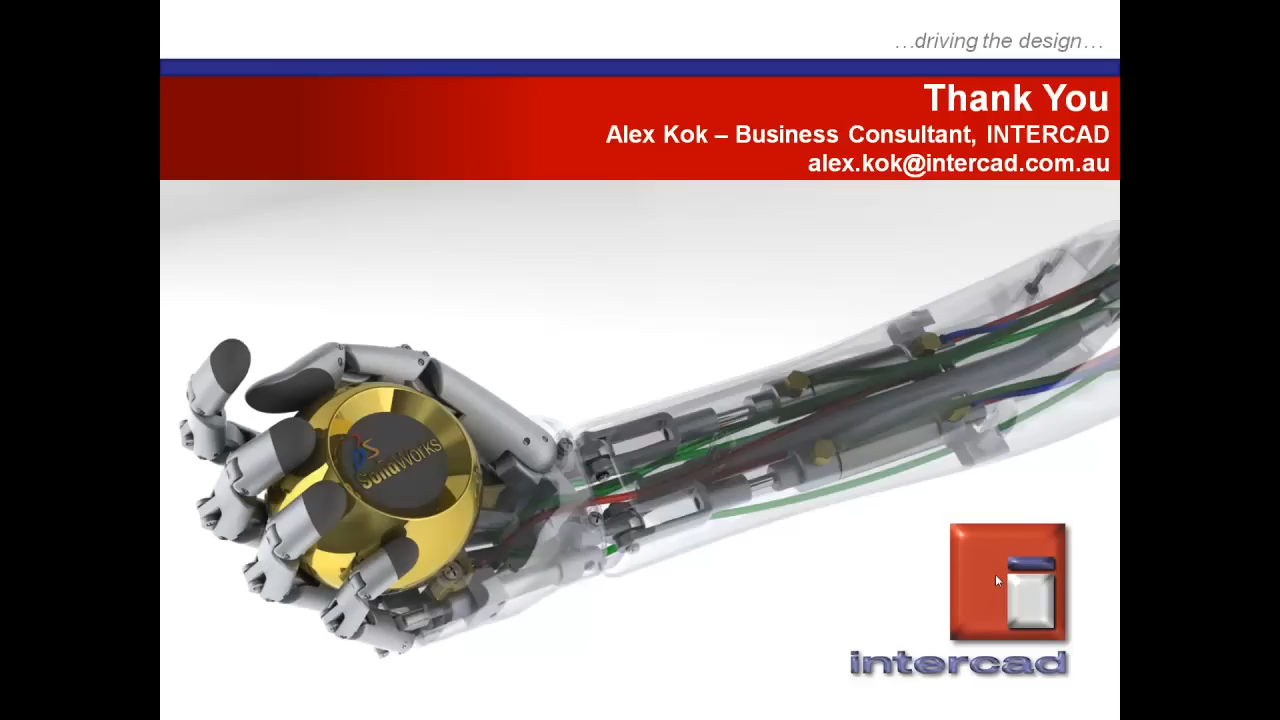 …driving the design…
Thank You
Alex Kok – Business Consultant, INTERCAD
alex.kok@intercad.com.au
SolidWorks
intercad